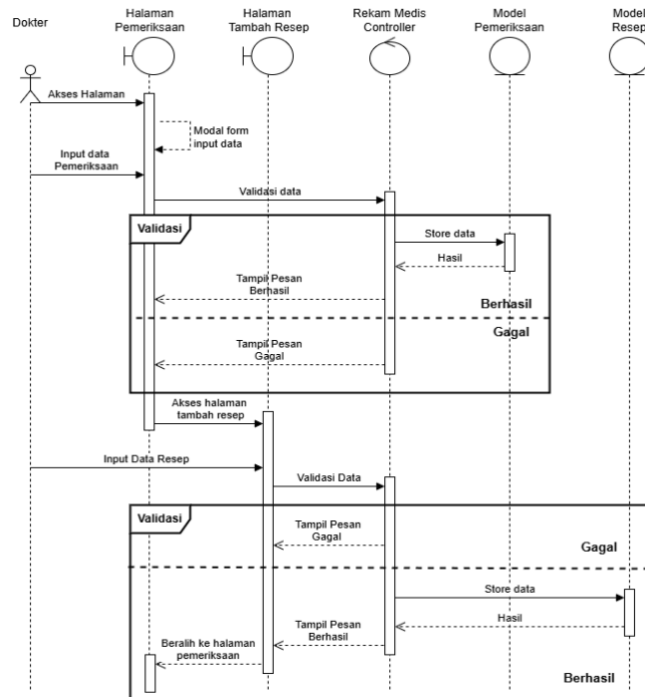 Dokter
Halaman
Pemeriksaan
Halaman
Tambah Resep
Rekam Medis
Controller
Model
Pemeriksaan
Model
Resep
Akses Halaman
Modal form
input data
Input data
Pemeriksaan
Validasi data
Validasi
Store data
Hasil
Tampil Pesan
Berhasil
Berhasil
Gagal
Tampil Pesan
Gagal
Akses halaman
tambah resep
Input Data Resep
Validasi Data
Validasi
Tampil Pesan
Gagal
Gagal
Store data
Hasil
Tampil Pesan
Berhasil
Beralih ke halaman
pemeriksaan
Berhasil